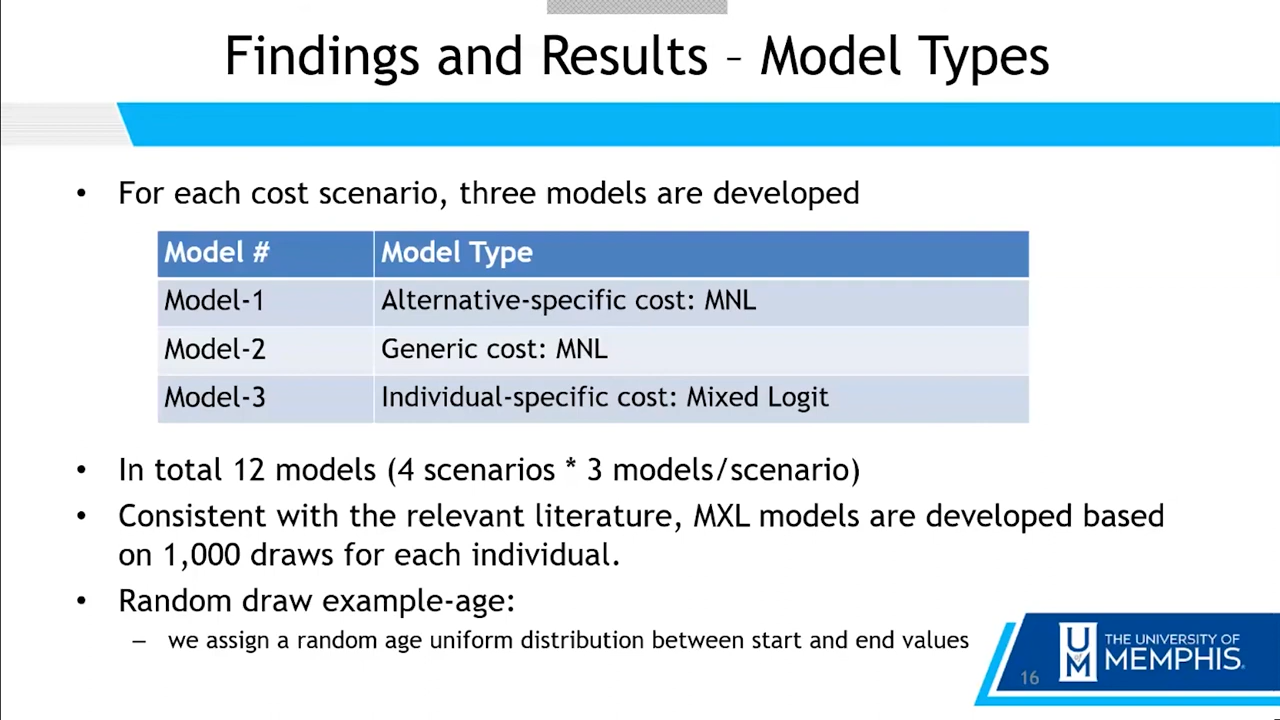 Findings and Results – Model Types
• For each cost scenario, three models are developed
Model # Model Type
Model-1 Alternative-specific cost: MNL
Model-2 Generic cost: MNL
Model-3 Individual-specific cost: Mixed Logit
• In total 12 models (4 scenarios * 3 models/scenario)
• Consistent with the relevant literature, MXL models are developed based
on 1,000 draws for each individual.
• Random draw example-age:
– we assign a random age uniform distribution between start and end values
U of M
THE UNIVERSITY OF
MEMPHIS.
16